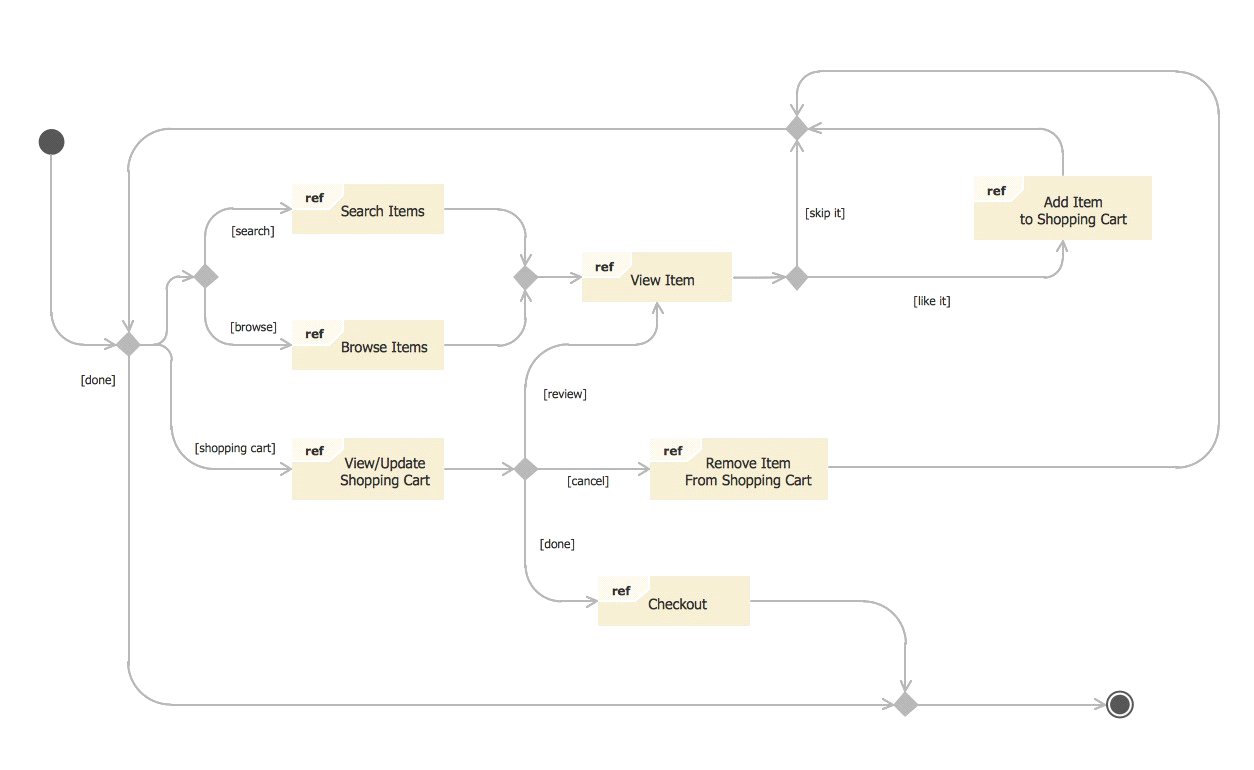 ref
Search Items
[search]
ref
Add Item
to Shopping Cart
[skip it]
ref
View Item
[like it]
[browse]
ref
Browse Items
[done]
[review]
[shopping cart]
ref
View/Update
Shopping Cart
[cancel]
ref
Remove Item
From Shopping Cart
[done]
ref
Checkout